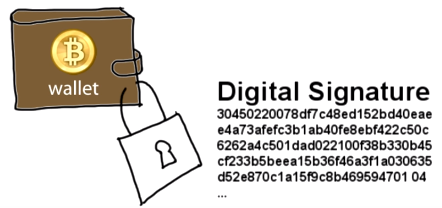 wallet
Digital Signature
30450220078df7c48ed152bd40eae
e4a73afefc3b1ab40fe8ebf422c50c
6262a4c501dad022100f38b330b45
cf233b5beea15b36f46a3f1a030635
d52e870c1a15f9c8b469594701 04
...